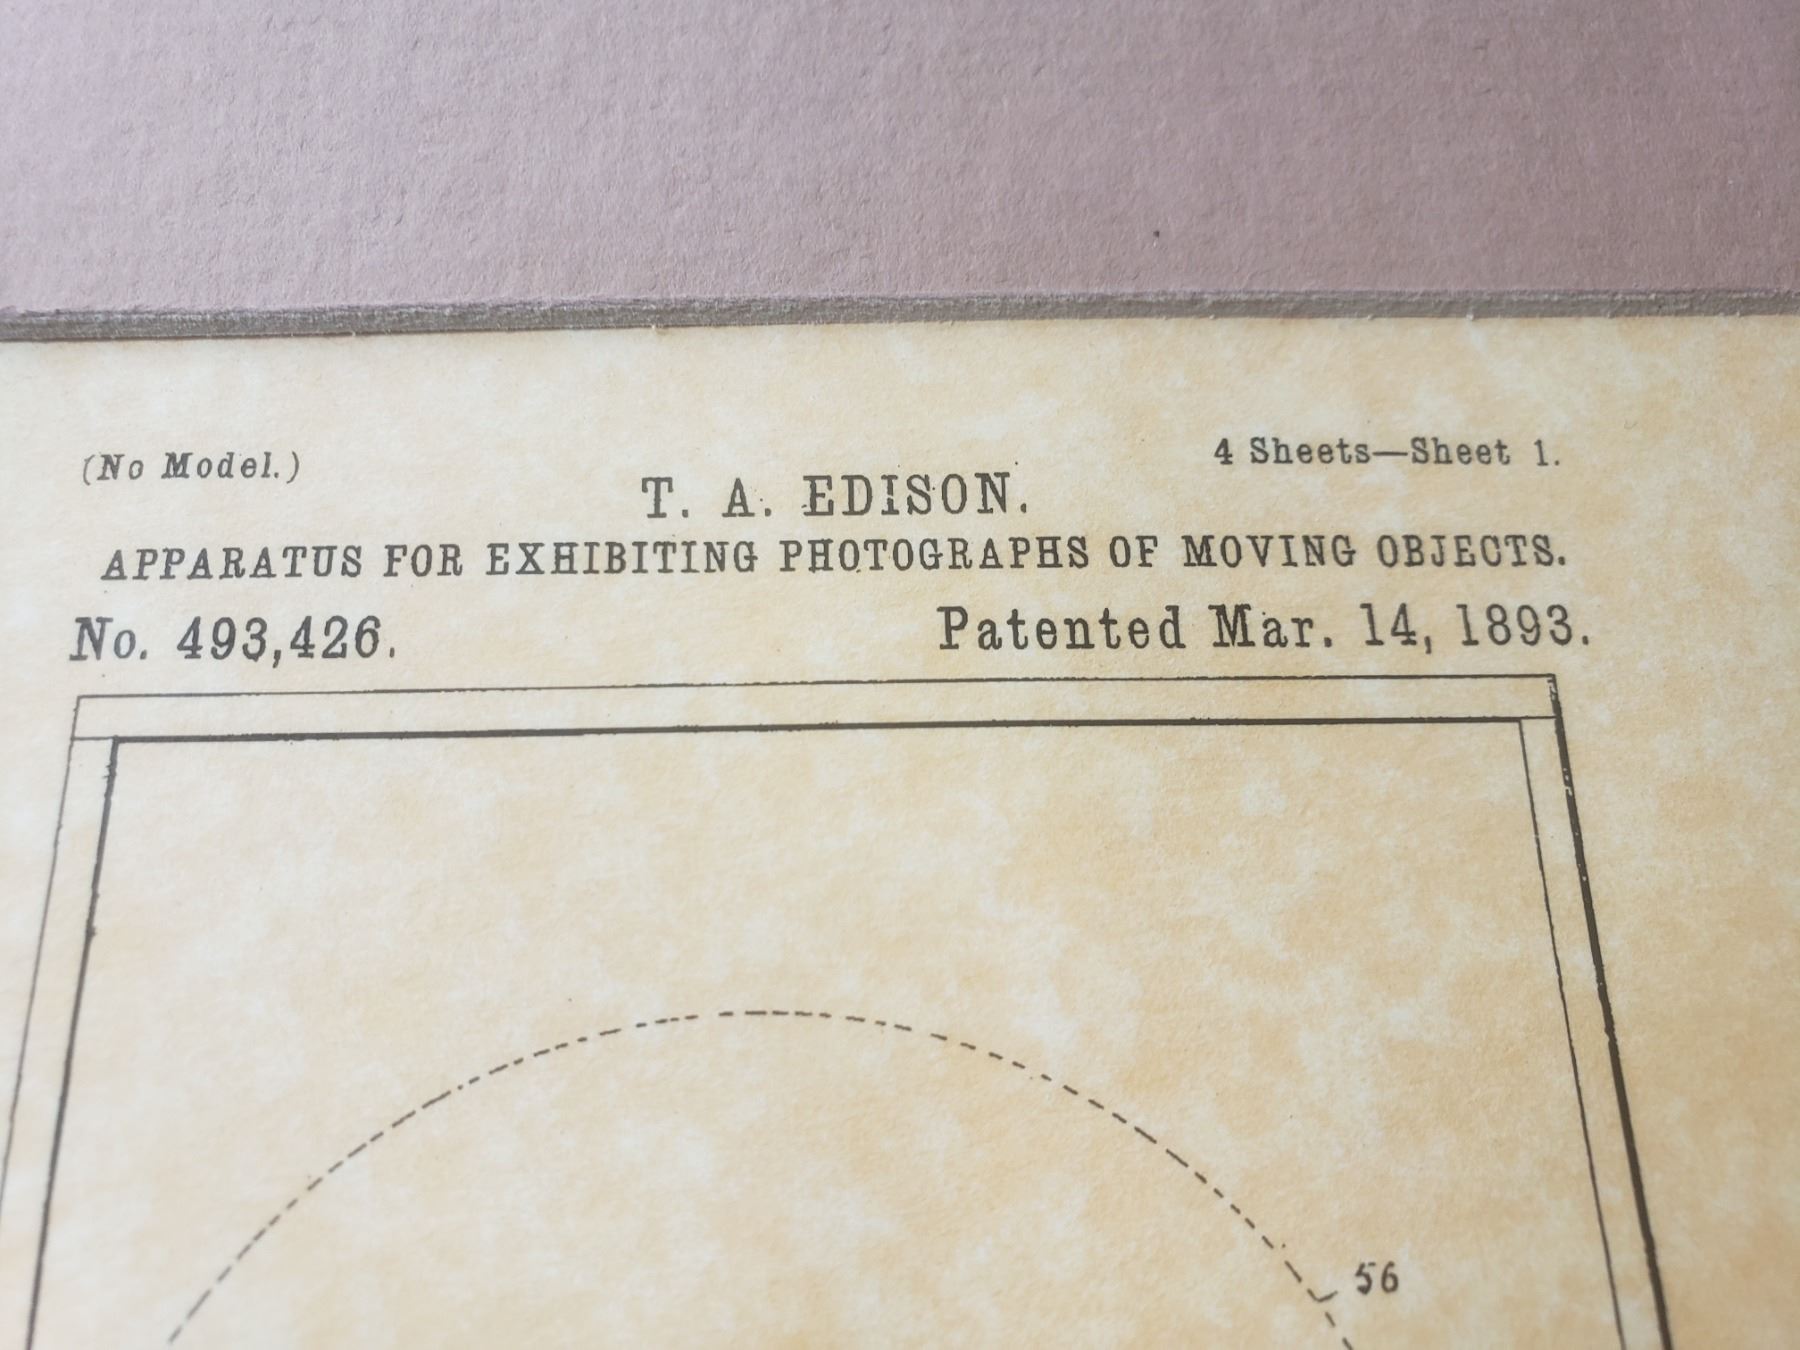 (No Model.)
4 Sheets—Sheet 1.
T. A. EDISON.
APPARATUS FOR EXHIBITING PHOTOGRAPHS OF MOVING OBJECTS.
No. 493,426.
Patented Mar. 14, 1893.
56